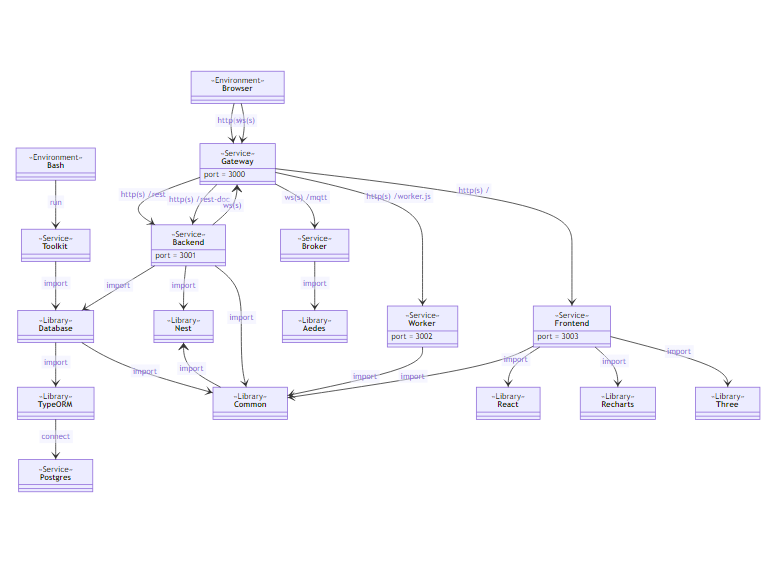 «Environment»
Browser
http(s)
ws(s)
«Service»
Gateway
port = 3000
«Environment»
Bash
run
http(s) /rest
http(s) /rest-doc
ws(s)
ws(s) /mqtt
http(s) /worker.js
http(s) /
«Service»
Toolkit
«Service»
Backend
port = 3001
«Service»
Broker
import
import
import
import
import
«Library»
Database
«Library»
Nest
«Library»
Aedes
«Service»
Worker
port = 3002
«Service»
Frontend
port = 3003
import
import
import
import
import
import
import
import
«Library»
TypeORM
«Library»
Common
«Library»
React
«Library»
Recharts
«Library»
Three
connect
«Service»
Postgres